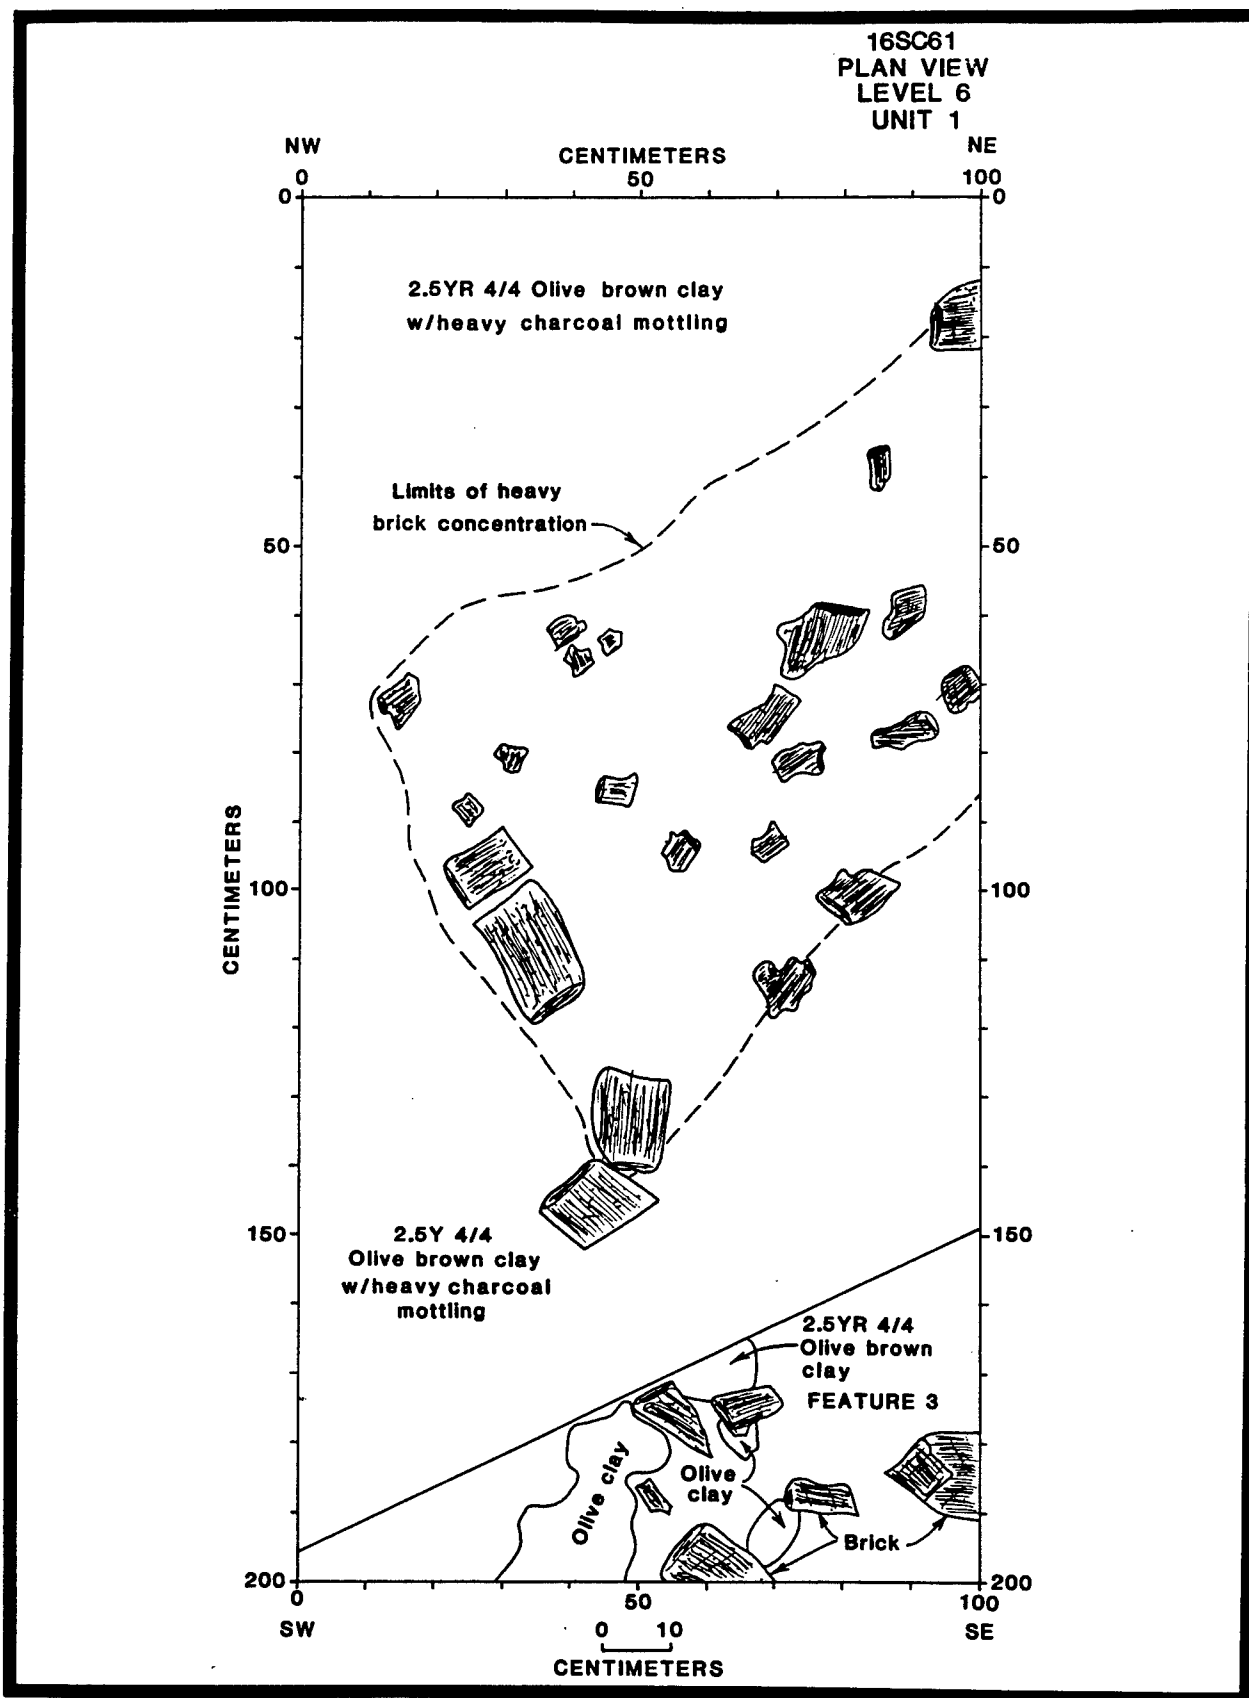 16SC61
PLAN VIEW
LEVEL 6
UNIT 1
NW
CENTIMETERS
NE
0
50
100
0
0
2.5YR 4/4 Olive brown clay
w/heavy charcoal mottling
Limits of heavy
brick concentration
50
50
CENTIMETERS
100
100
2.5Y 4/4
Olive brown clay
w/heavy charcoal
mottling
150
150
2.5YR 4/4
Olive brown
clay
FEATURE 3
Olive clay
Olive
clay
Brick
200
200
0
50
100
SW
0 10
SE
CENTIMETERS